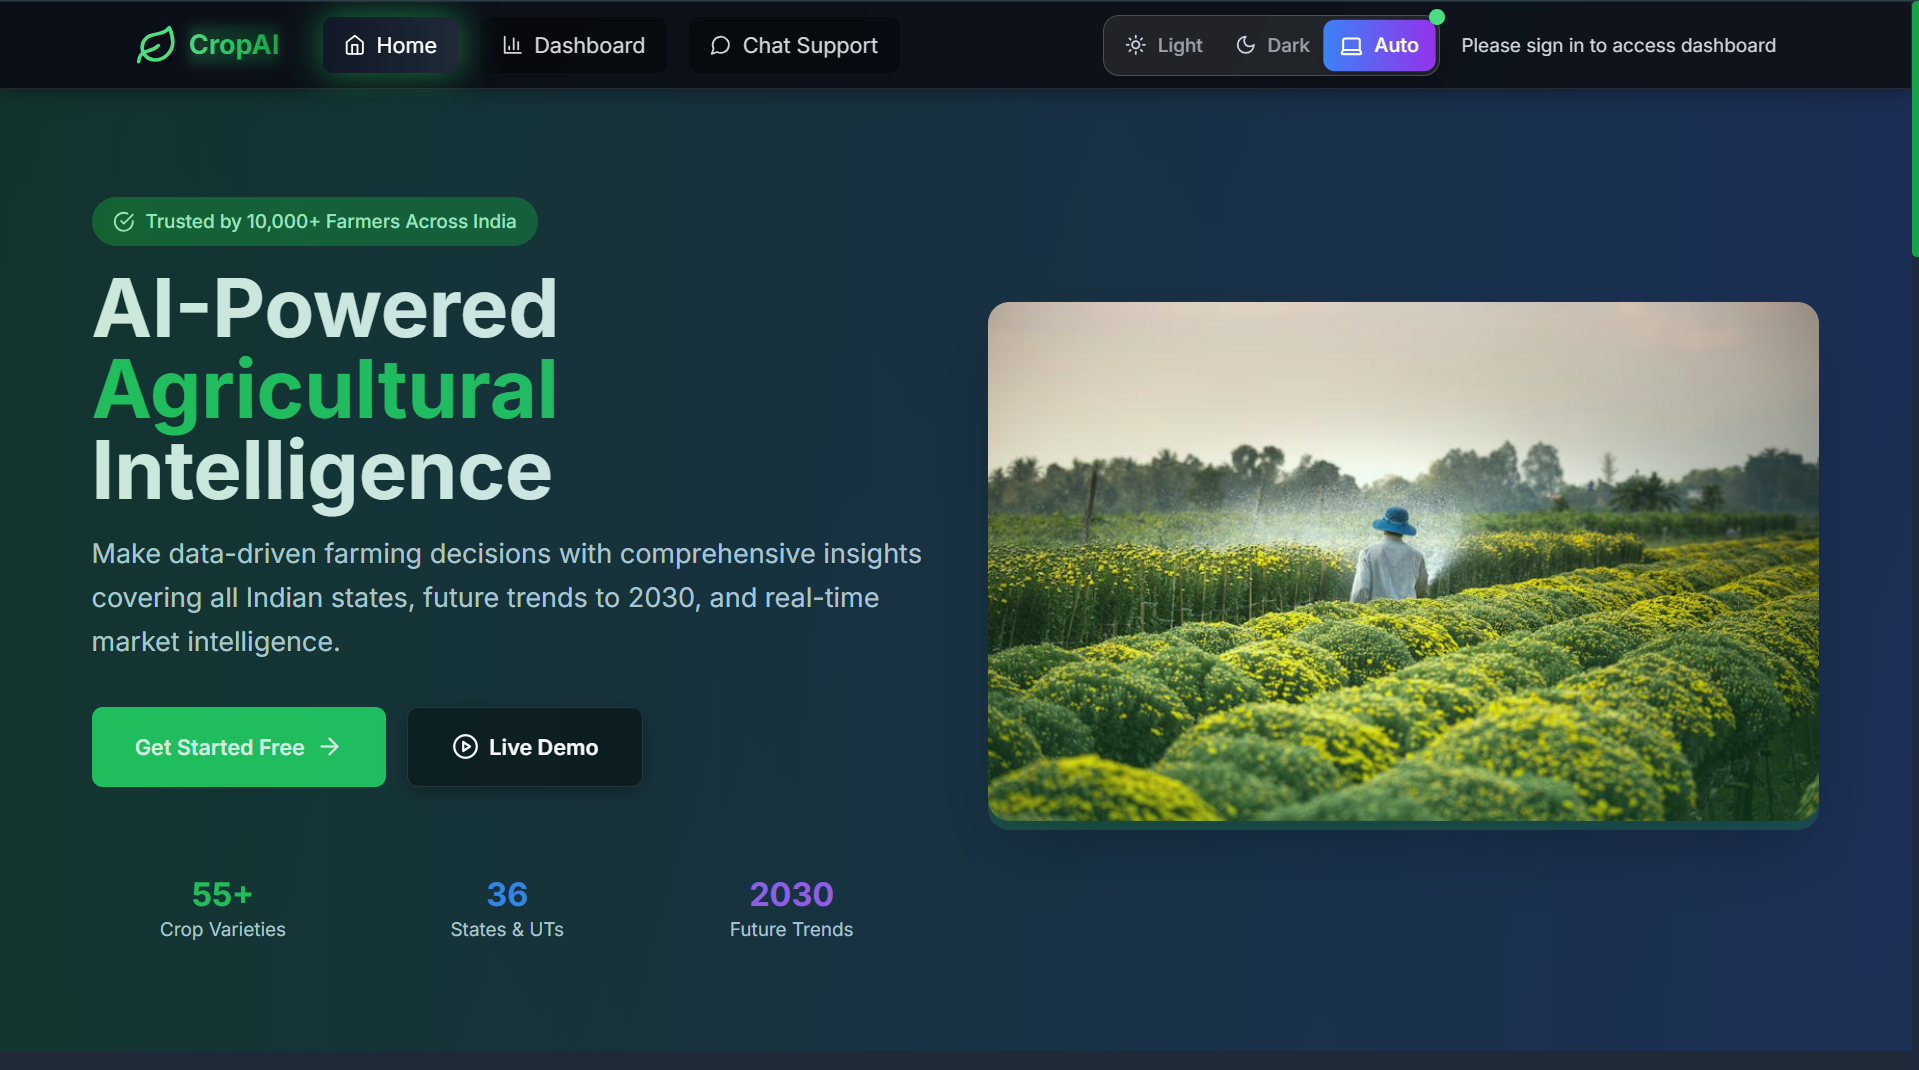 CropAI
Home
Dashboard
Chat Support
Light
Dark
Auto
Please sign in to access dashboard
Trusted by 10,000+ Farmers Across India
AI-Powered
Agricultural
Intelligence
Make data-driven farming decisions with comprehensive insights
covering all Indian states, future trends to 2030, and real-time
market intelligence.
Get Started Free
Live Demo
55+
Crop Varieties
36
States & UTs
2030
Future Trends